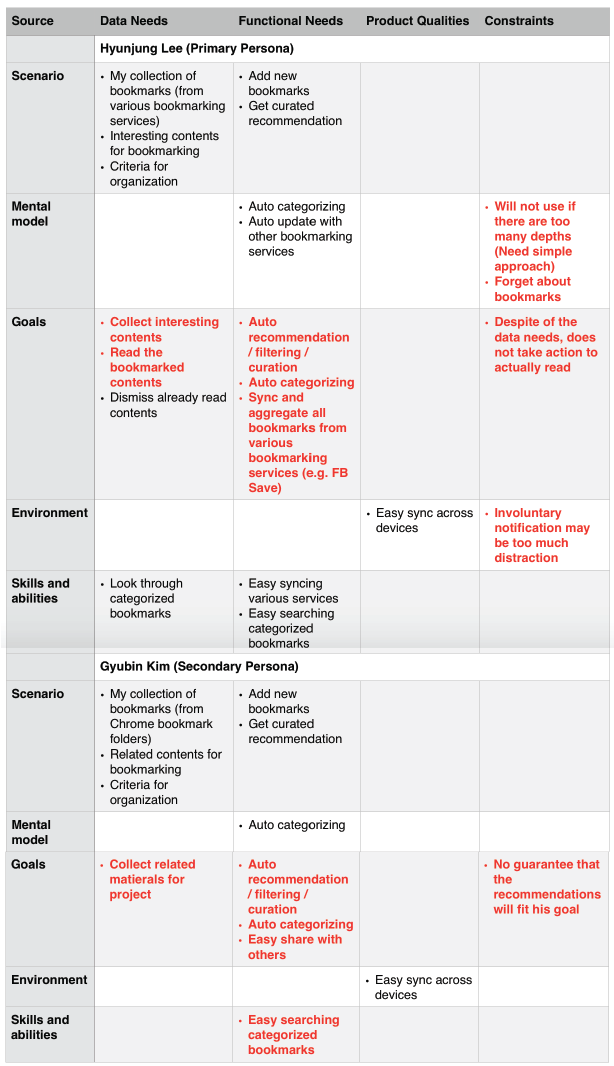 Source Data Needs Functional Needs Product Qualities Constraints
Hyunjung Lee (Primary Persona)
Scenario
• My collection of
bookmarks (from
various bookmarking
services)
• Interesting contents
for bookmarking
• Criteria for
organization
• Add new
bookmarks
• Get curated
recommendation
Mental
model
• Auto categorizing
• Auto update with
other bookmarking
services
• Will not use if
there are too
many depths
(Need simple
approach)
• Forget about
bookmarks
Goals
• Collect interesting
contents
• Read the
bookmarked
contents
• Dismiss already read
contents
• Auto
recommendation
/ filtering /
curation
• Auto categorizing
• Sync and
aggregate all
bookmarks from
various
bookmarking
services (e.g. FB
Save)
• Despite of the
data needs, does
not take action to
actually read
Environment
• Easy sync across
devices
• Involuntary
notification may
be too much
distraction
Skills and
abilities
• Look through
categorized
bookmarks
• Easy syncing
various services
• Easy searching
categorized
bookmarks
Gyubin Kim (Secondary Persona)
Scenario
• My collection of
bookmarks (from
Chrome bookmark
folders)
• Related contents for
bookmarking
• Criteria for
organization
• Add new
bookmarks
• Get curated
recommendation
Mental
model
• Auto categorizing
Goals
• Collect related
matierals for
project
• Auto
recommendation
/ filtering /
curation
• Auto categorizing
• Easy share with
others
• No guarantee that
the
recommendations
will fit his goal
Environment
• Easy sync across
devices
Skills and
abilities
• Easy searching
categorized
bookmarks